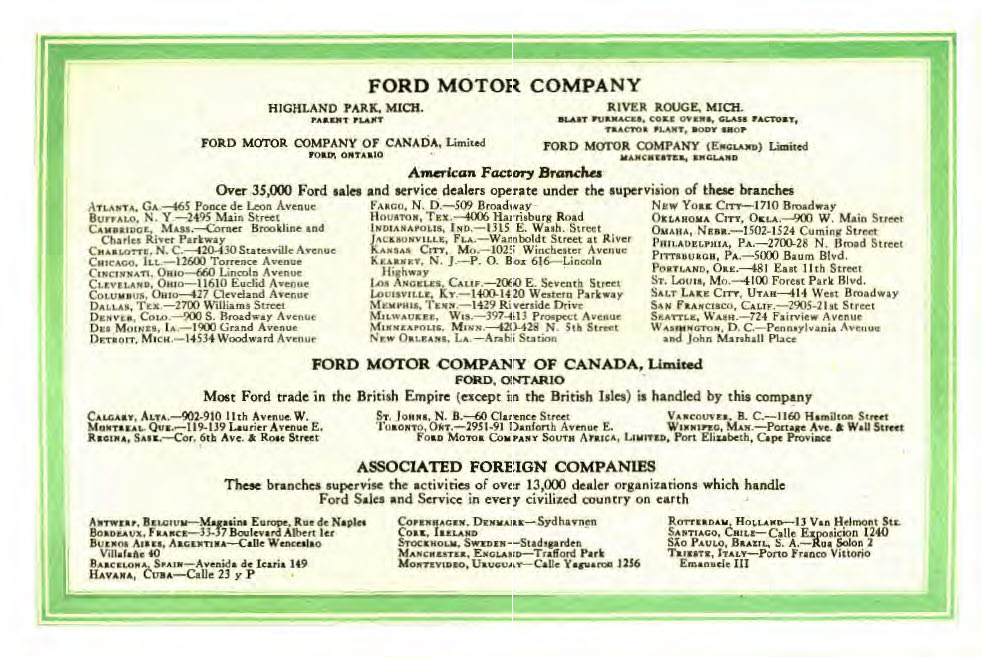 FORD MOTOR COMPANY
HIGHLAND PARK, MICH.
PARENT PLANT
RIVER ROUGE, MICH.
BLAST FURNACES, COKE OVENS, GLASS FACTORY,
TRACTOR PLANT, BODY SHOP
FORD MOTOR COMPANY OF CANADA, Limited
FORD, ONTARIO
FORD MOTOR COMPANY (ENGLAND) Limited
MANCHESTER, ENGLAND
American Factory Branches
Over 35,000 Ford sales and service dealers operate under the supervision of these branches
ATLANTA, GA.—465 Ponce de Leon Avenue
BUFFALO, N. Y.—2495 Main Street
CAMBRIDGE, MASS.—Corner Brookline and
Charles River Parkway
CHARLOTTE, N. C.—420-430 Statesville Avenue
CHICAGO, ILL.—12600 Torrence Avenue
CINCINNATI, OHIO—660 Lincoln Avenue
CLEVELAND, OHIO—11610 Euclid Avenue
COLUMBUS, OHIO—427 Cleveland Avenue
DALLAS, TEX.—2700 Williams Street
DENVER, COLO.—900 S. Broadway Avenue
DES MOINES, IA.—1900 Grand Avenue
DETROIT, MICH.—14534 Woodward Avenue
FARGO, N. D.—509 Broadway
HOUSTON, TEX.—4006 Harrisburg Road
INDIANAPOLIS, IND.—1315 E. Wash. Street
JACKSONVILLE, FLA.—Wamboldt Street at River
KANSAS CITY, MO.—1025 Winchester Avenue
KEARNEY, N. J.—P. O. Box 616—Lincoln
Highway
LOS ANGELES, CALIF.—2060 E. Seventh Street
LOUISVILLE, KY.—1400-1420 Western Parkway
MEMPHIS, TENN.—1429 Riverside Drive
MILWAUKEE, WIS.—397-413 Prospect Avenue
MINNEAPOLIS, MINN.—420-428 N. 5th Street
NEW ORLEANS, LA.—Arabi Station
NEW YORK CITY—1710 Broadway
OKLAHOMA CITY, OKLA.—900 W. Main Street
OMAHA, NEBR.—1502-1524 Cuming Street
PHILADELPHIA, PA.—2700-28 N. Broad Street
PITTSBURGH, PA.—5000 Baum Blvd.
PORTLAND, ORE.—481 East 11th Street
ST. LOUIS, MO.—4100 Forest Park Blvd.
SALT LAKE CITY, UTAH—414 West Broadway
SAN FRANCISCO, CALIF.—2905-21st Street
SEATTLE, WASH.—724 Fairview Avenue
WASHINGTON, D. C.—Pennsylvania Avenue
and John Marshall Place
FORD MOTOR COMPANY OF CANADA, Limited
FORD, ONTARIO
Most Ford trade in the British Empire (except in the British Isles) is handled by this company
CALGARY, ALTA.—902-910 11th Avenue W.
MONTREAL, QUE.—119-139 Laurier Avenue E.
REGINA, SASK.—Cor. 6th Ave. & Rose Street
ST. JOHNS, N. B.—60 Clarence Street
TORONTO, ONT.—2951-91 Danforth Avenue E.
VANCOUVER, B. C.—1160 Hamilton Street
WINNIPEG, MAN.—Portage Ave. & Wall Street
FORD MOTOR COMPANY SOUTH AFRICA, LIMITED, Port Elizabeth, Cape Province
ASSOCIATED FOREIGN COMPANIES
These branches supervise the activities of over 13,000 dealer organizations which handle
Ford Sales and Service in every civilized country on earth
ANTWERP, BELGIUM—Magasins Europe, Rue de Naples
BORDEAUX, FRANCE—33-37 Boulevard Albert 1er
BUENOS AIRES, ARGENTINA—Calle Wenceslao
Villafañe 40
BARCELONA, SPAIN—Avenida de Icaria 149
HAVANA, CUBA—Calle 23 y P
COPENHAGEN, DENMARK—Sydhavnen
CORK, IRELAND
STOCKHOLM, SWEDEN—Stadsgarden
MANCHESTER, ENGLAND—Trafford Park
MONTEVIDEO, URUGUAY—Calle Yaguaron 1256
ROTTERDAM, HOLLAND—13 Van Helmont Str.
SANTIAGO, CHILE—Calle Exposicion 1240
SÃO PAULO, BRAZIL, S. A.—Rua Solon 2
TRIESTE, ITALY—Porto Franco Vittorio
Emanuele III